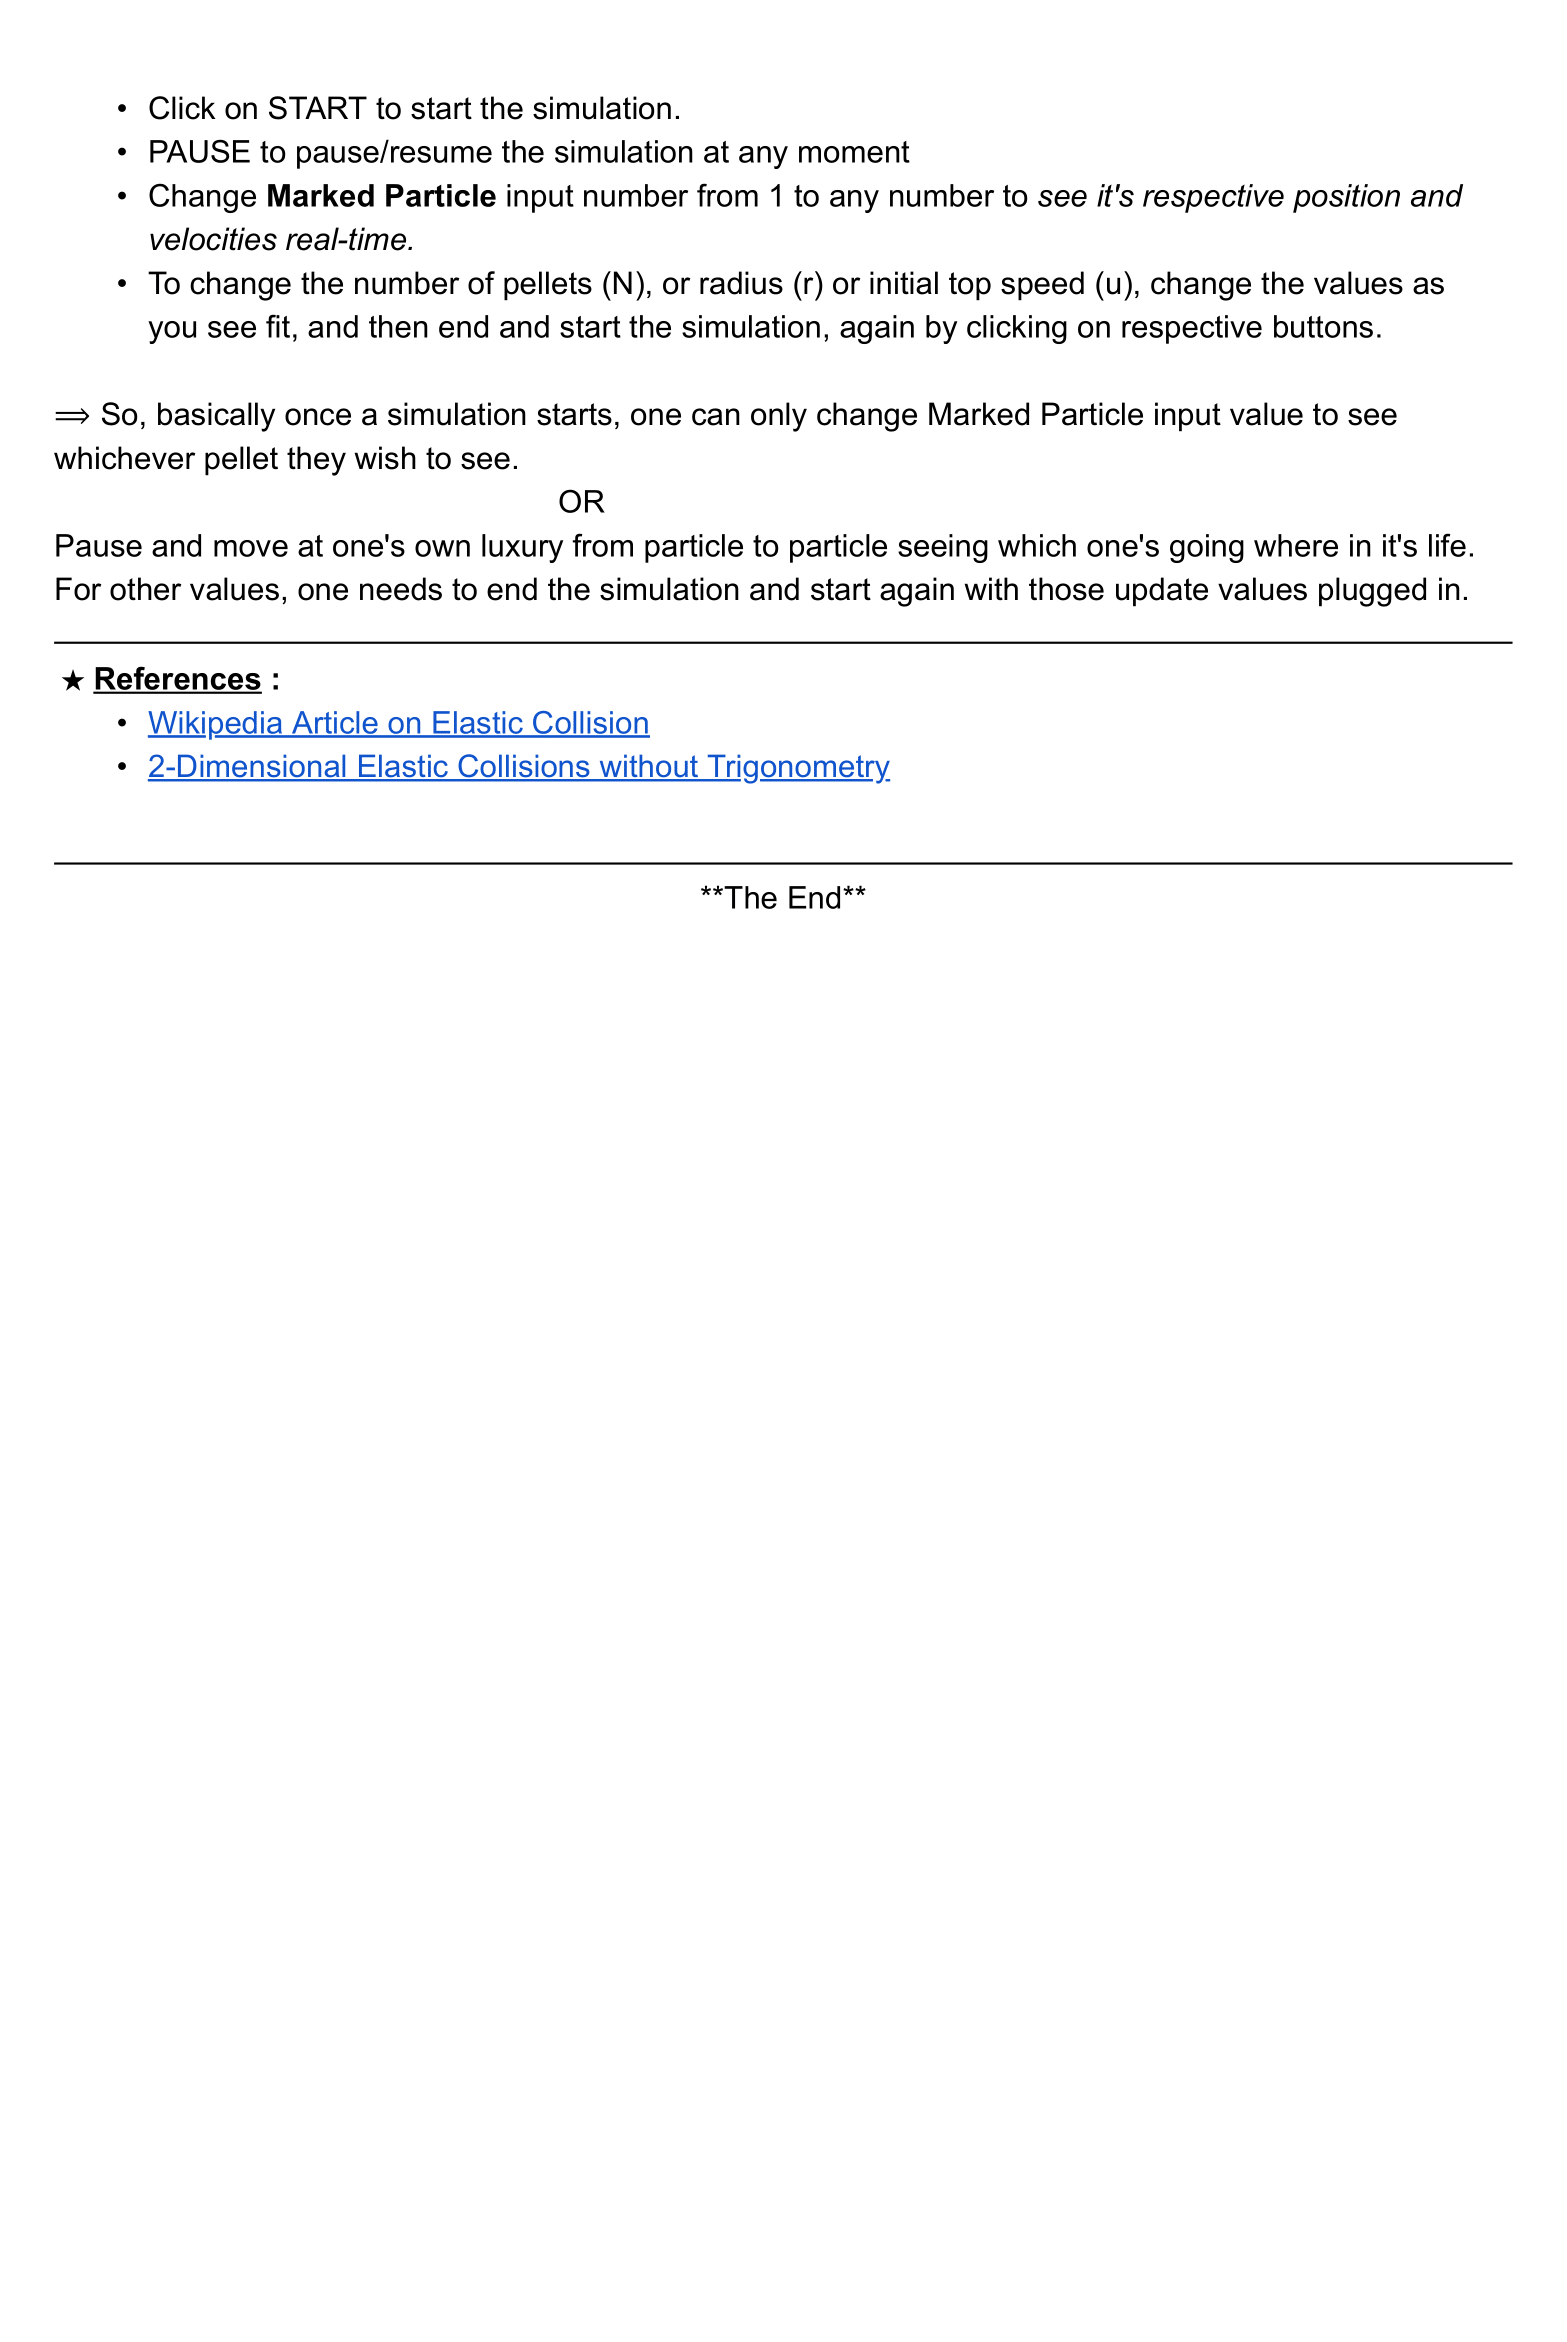 • Click on START to start the simulation.
• PAUSE to pause/resume the simulation at any moment
• Change Marked Particle input number from 1 to any number to see it's respective position and
velocities real-time.
• To change the number of pellets (N), or radius (r) or initial top speed (u), change the values as
you see fit, and then end and start the simulation, again by clicking on respective buttons.
⟹ So, basically once a simulation starts, one can only change Marked Particle input value to see
whichever pellet they wish to see.
OR
Pause and move at one's own luxury from particle to particle seeing which one's going where in it's life.
For other values, one needs to end the simulation and start again with those update values plugged in.
★ References :
• Wikipedia Article on Elastic Collision
• 2-Dimensional Elastic Collisions without Trigonometry
**The End**